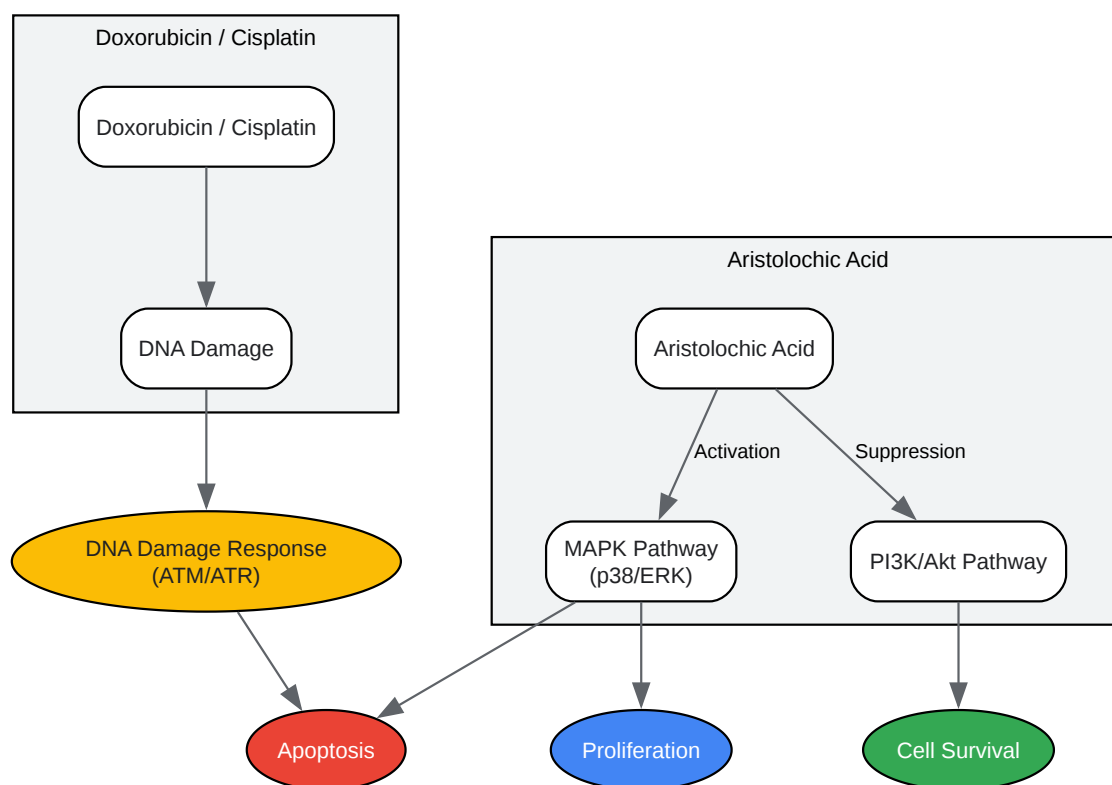 Doxorubicin / Cisplatin
Doxorubicin / Cisplatin
DNA Damage
DNA Damage Response
(ATM/ATR)
Aristolochic Acid
Aristolochic Acid
Activation
Suppression
MAPK Pathway
(p38/ERK)
PI3K/Akt Pathway
Apoptosis
Proliferation
Cell Survival